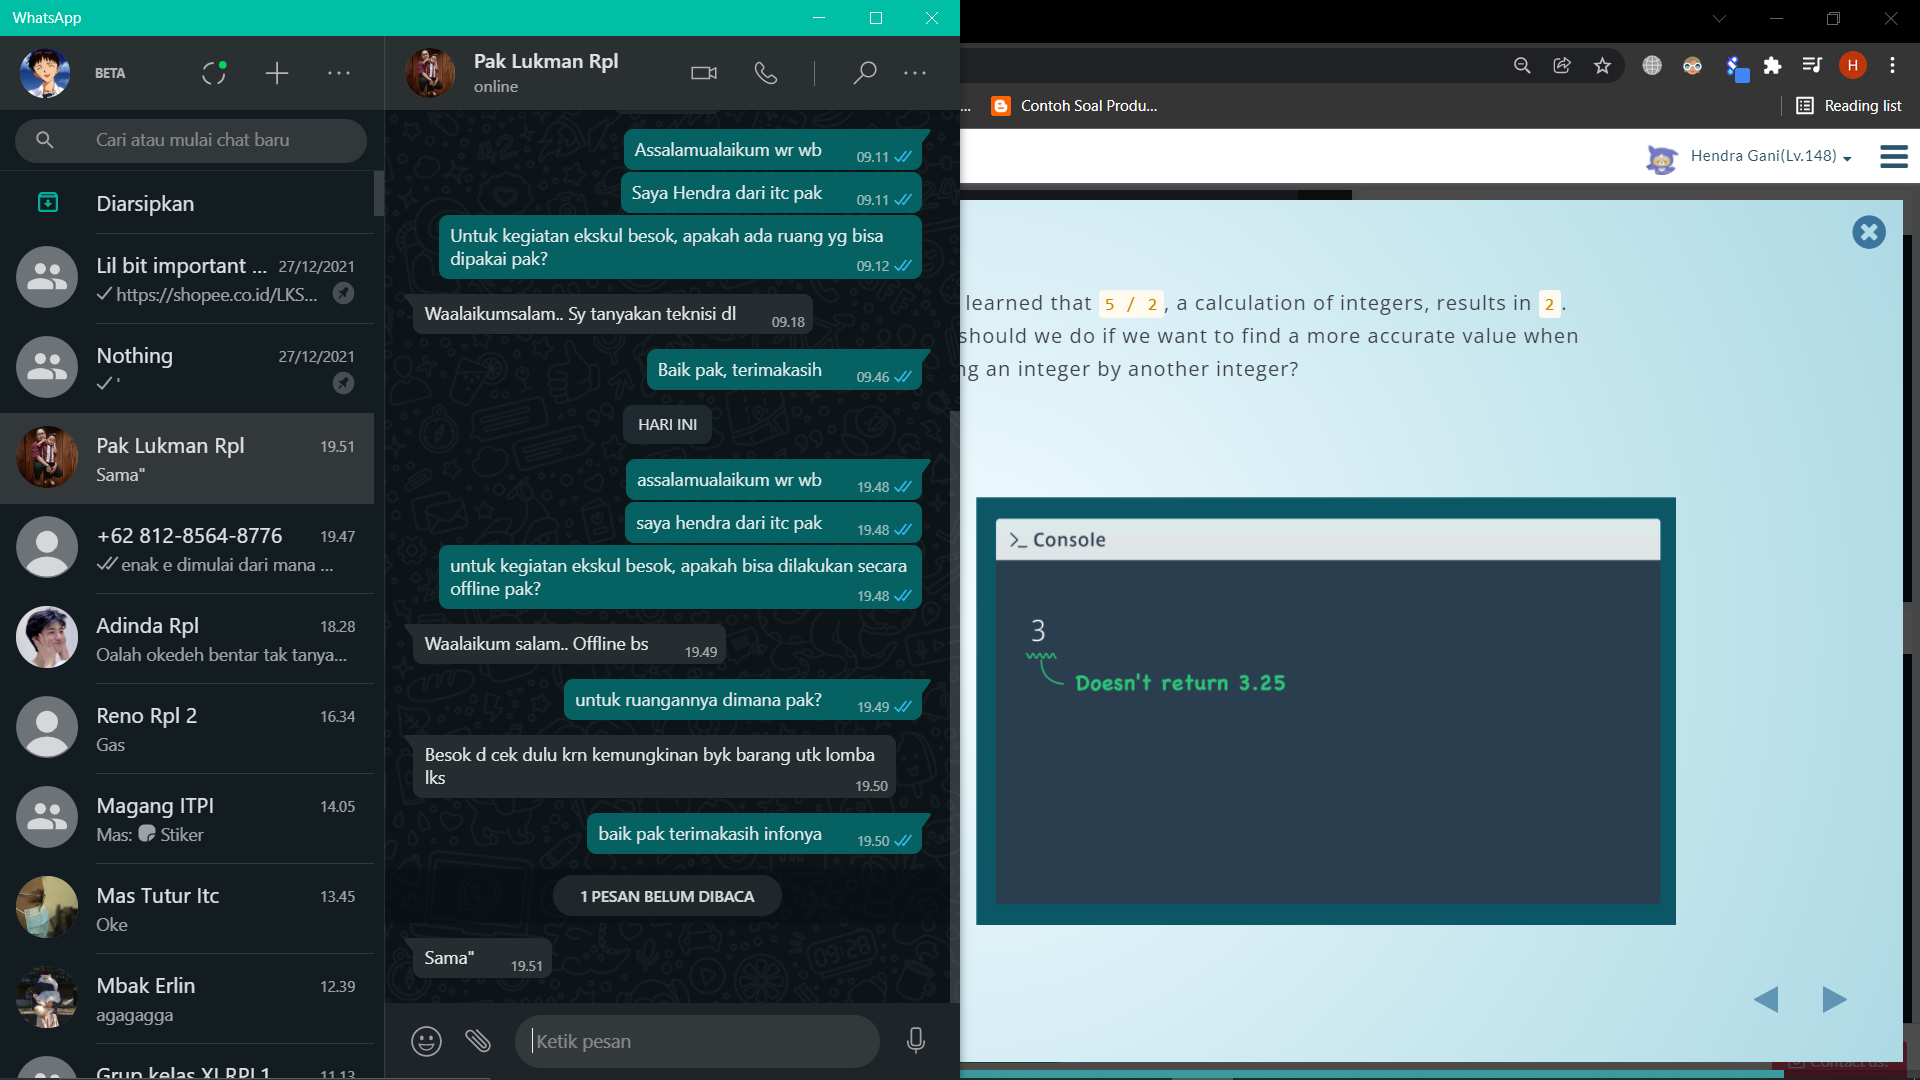 WhatsApp
BETA
Cari atau mulai chat baru
Diarsipkan
Lil bit important ... 27/12/2021
https://shopee.co.id/LKS...
Nothing 27/12/2021
'
Pak Lukman Rpl 19.51
Sama"
+62 812-8564-8776 19.47
enak e dimulai dari mana ...
Adinda Rpl 18.28
Oalah okedeh bentar tak tanya...
Reno Rpl 2 16.34
Gas
Magang ITPI 14.05
Mas: Stiker
Mas Tutur Itc 13.45
Oke
Mbak Erlin 12.39
agagagga
Grup kelas XI RPL 1 11.13
Pak Lukman Rpl
online
Assalamualaikum wr wb 09.11
Saya Hendra dari itc pak 09.11
Untuk kegiatan ekskul besok, apakah ada ruang yg bisa
dipakai pak? 09.12
Waalaikumsalam.. Sy tanyakan teknisi dl 09.18
Baik pak, terimakasih 09.46
HARI INI
assalamualaikum wr wb 19.48
saya hendra dari itc pak 19.48
untuk kegiatan ekskul besok, apakah bisa dilakukan secara
offline pak? 19.48
Waalaikum salam.. Offline bs 19.49
untuk ruangannya dimana pak? 19.49
Besok d cek dulu krn kemungkinan byk barang utk lomba
lks 19.50
baik pak terimakasih infonya 19.50
1 PESAN BELUM DIBACA
Sama" 19.51
Ketik pesan
H
... Contoh Soal Produ... Reading list
Hendra Gani(Lv.148)
learned that 5 / 2, a calculation of integers, results in 2.
should we do if we want to find a more accurate value when
ng an integer by another integer?
>_ Console
3
Doesn't return 3.25
Contact us!